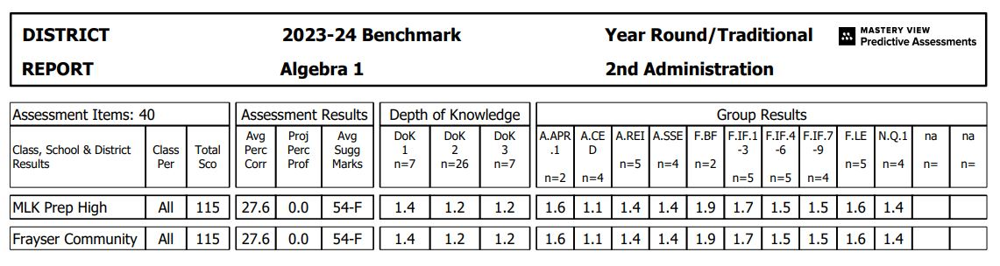 DISTRICT 2023-24 Benchmark Year Round/Traditional MASTERY VIEW
Predictive Assessments
REPORT Algebra 1 2nd Administration
Assessment Items: 40 Assessment Results Depth of Knowledge Group Results
Class, School & District Results Class Per Total Sco Avg Perc Corr Proj Perc Prof Avg Sugg Marks DoK 1 n=7 DoK 2 n=26 DoK 3 n=7 A.APR.1 n=2 A.CED n=4 A.REI n=5 A.SSE n=4 F.BF n=2 F.IF.1-3 n=5 F.IF.4-6 n=5 F.IF.7-9 n=4 F.LE n=5 N.Q.1 n=4 na n= na n=
MLK Prep High All 115 27.6 0.0 54-F 1.4 1.2 1.2 1.6 1.1 1.4 1.4 1.9 1.7 1.5 1.5 1.6 1.4
Frayser Community All 115 27.6 0.0 54-F 1.4 1.2 1.2 1.6 1.1 1.4 1.4 1.9 1.7 1.5 1.5 1.6 1.4